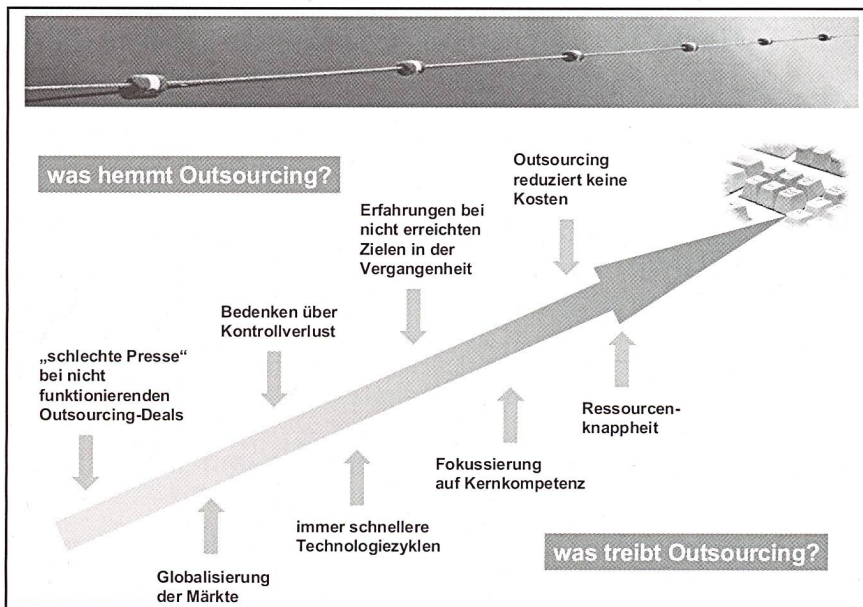 was hemmt Outsourcing?
Outsourcing
reduziert keine
Kosten
Erfahrungen bei
nicht erreichten
Zielen in der
Vergangenheit
Bedenken über
Kontrollverlust
„schlechte Presse“
bei nicht
funktionierenden
Outsourcing-Deals
Ressourcen-
knappheit
Fokussierung
auf Kernkompetenz
immer schnellere
Technologiezyklen
Globalisierung
der Märkte
was treibt Outsourcing?